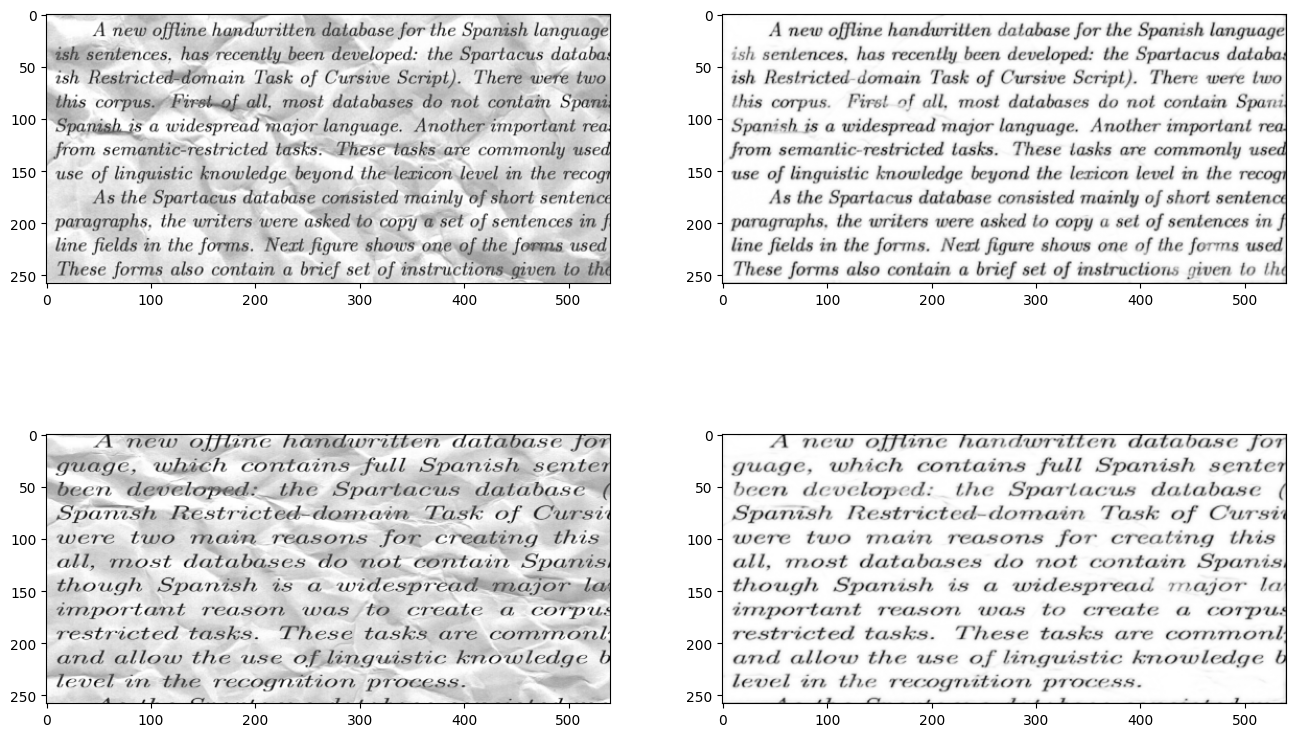 0
50
100
150
200
250
A new offline handwritten database for the Spanish language
ish sentences, has recently been developed: the Spartacus databas
ish Restricted-domain Task of Cursive Script). There were two
this corpus. First of all, most databases do not contain Spani
Spanish is a widespread major language. Another important rea
from semantic-restricted tasks. These tasks are commonly used
use of linguistic knowledge beyond the lexicon level in the recog
As the Spartacus database consisted mainly of short sentence
paragraphs, the writers were asked to copy a set of sentences in f
line fields in the forms. Next figure shows one of the forms used
These forms also contain a brief set of instructions given to the
0 100 200 300 400 500
0
50
100
150
200
250
A new offline handwritten database for the Spanish language
ish sentences, has recently been developed: the Spartacus databas
ish Restricted-domain Task of Cursive Script). There were two
this corpus. First of all, most databases do not contain Spani
Spanish is a widespread major language. Another important rea
from semantic-restricted tasks. These tasks are commonly used
use of linguistic knowledge beyond the lexicon level in the recog
As the Spartacus database consisted mainly of short sentence
paragraphs, the writers were asked to copy a set of sentences in f
line fields in the forms. Next figure shows one of the forms used
These forms also contain a brief set of instructions given to the
0 100 200 300 400 500
0
50
100
150
200
250
A new offline handwritten database for
guage, which contains full Spanish senten
been developed: the Spartacus database (
Spanish Restricted-domain Task of Cursiv
were two main reasons for creating this
all, most databases do not contain Spanish
though Spanish is a widespread major la
important reason was to create a corpus
restricted tasks. These tasks are commonly
and allow the use of linguistic knowledge b
level in the recognition process.
0 100 200 300 400 500
0
50
100
150
200
250
A new offline handwritten database for
guage, which contains full Spanish senten
been developed: the Spartacus database (
Spanish Restricted-domain Task of Cursiv
were two main reasons for creating this
all, most databases do not contain Spanish
though Spanish is a widespread major la
important reason was to create a corpus
restricted tasks. These tasks are commonly
and allow the use of linguistic knowledge b
level in the recognition process.
0 100 200 300 400 500